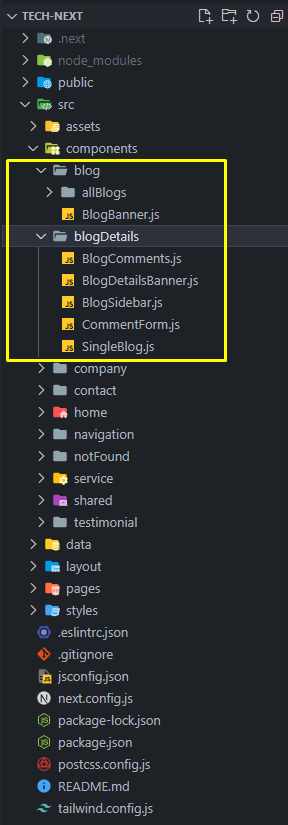 TECH-NEXT
.next
node_modules
public
src
assets
components
blog
allBlogs
BlogBanner.js
blogDetails
BlogComments.js
BlogDetailsBanner.js
BlogSidebar.js
CommentForm.js
SingleBlog.js
company
contact
home
navigation
notFound
service
shared
testimonial
data
layout
pages
styles
.eslintrc.json
.gitignore
jsconfig.json
next.config.js
package-lock.json
package.json
postcss.config.js
README.md
tailwind.config.js